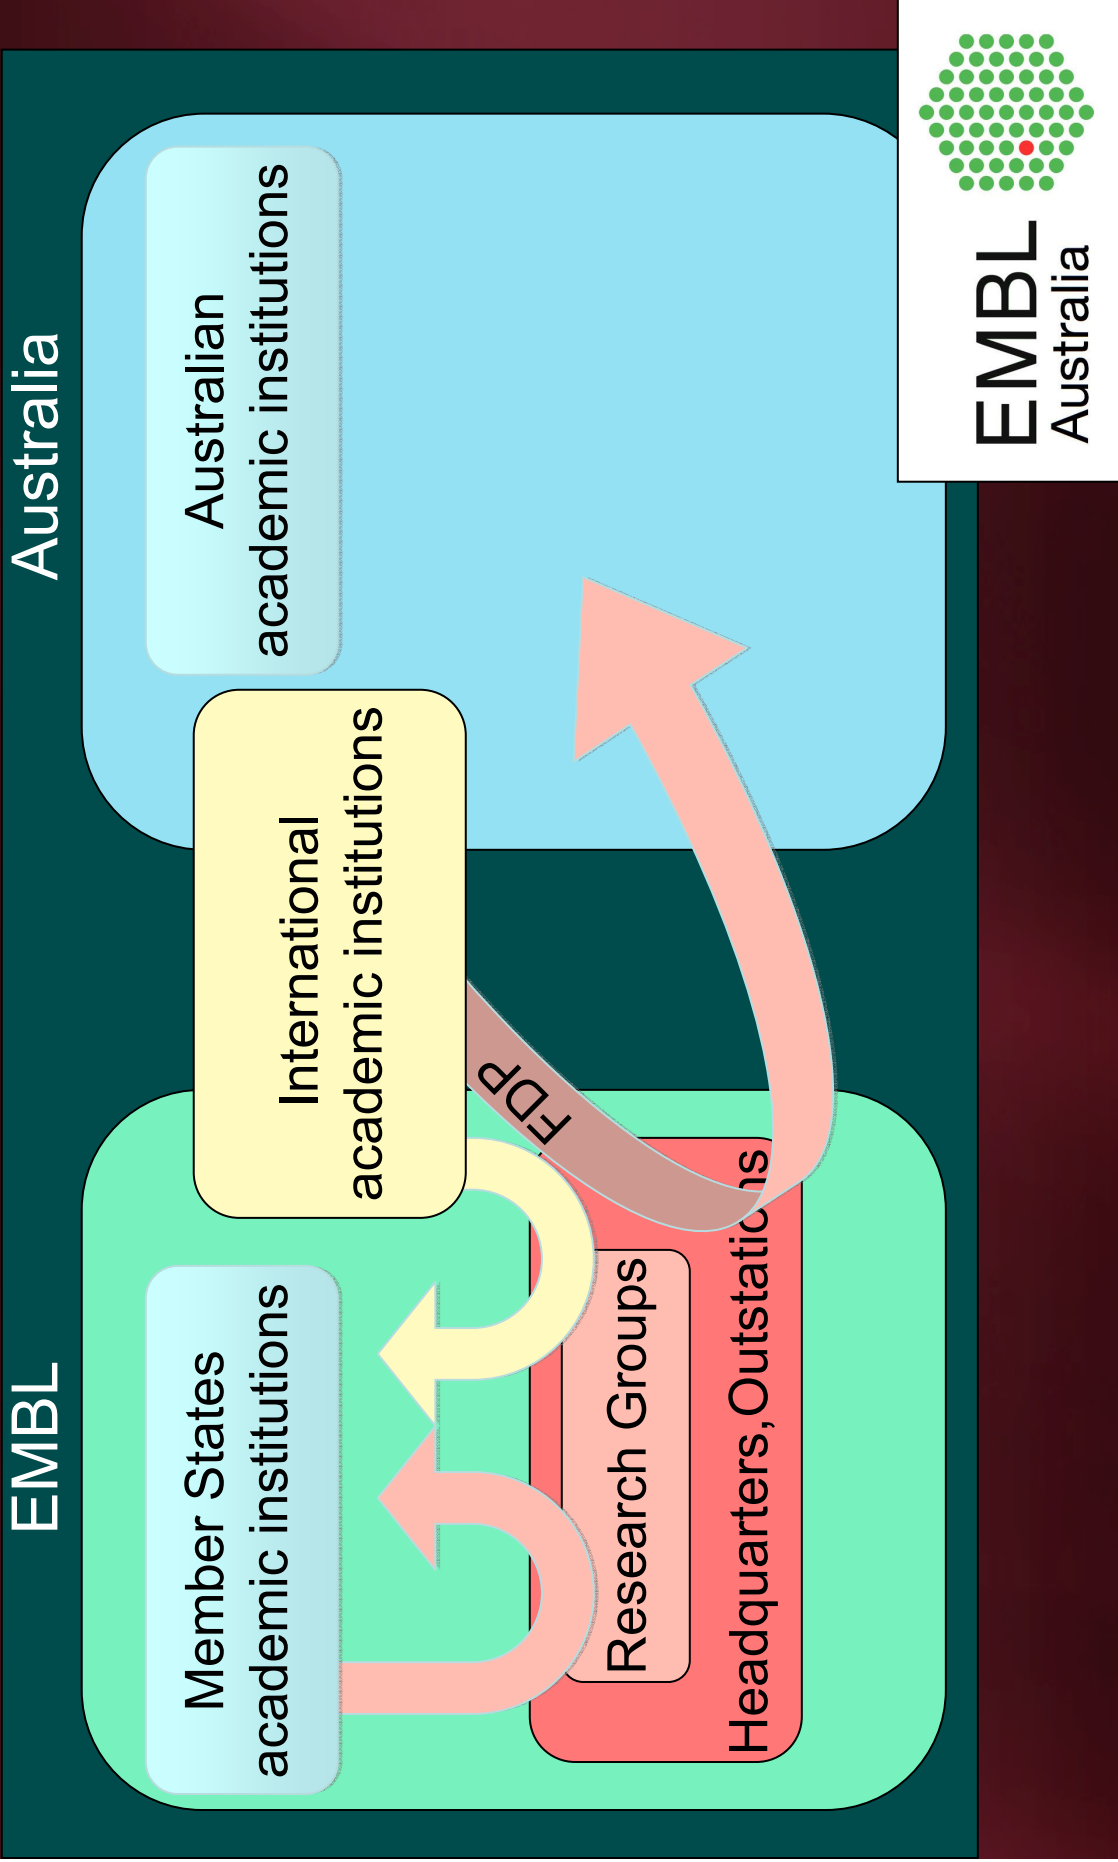 EMBL
Australia
Member States
academic institutions
International
academic institutions
Australian
academic institutions
FDP
Research Groups
Headquarters,Outstations
EMBL
Australia